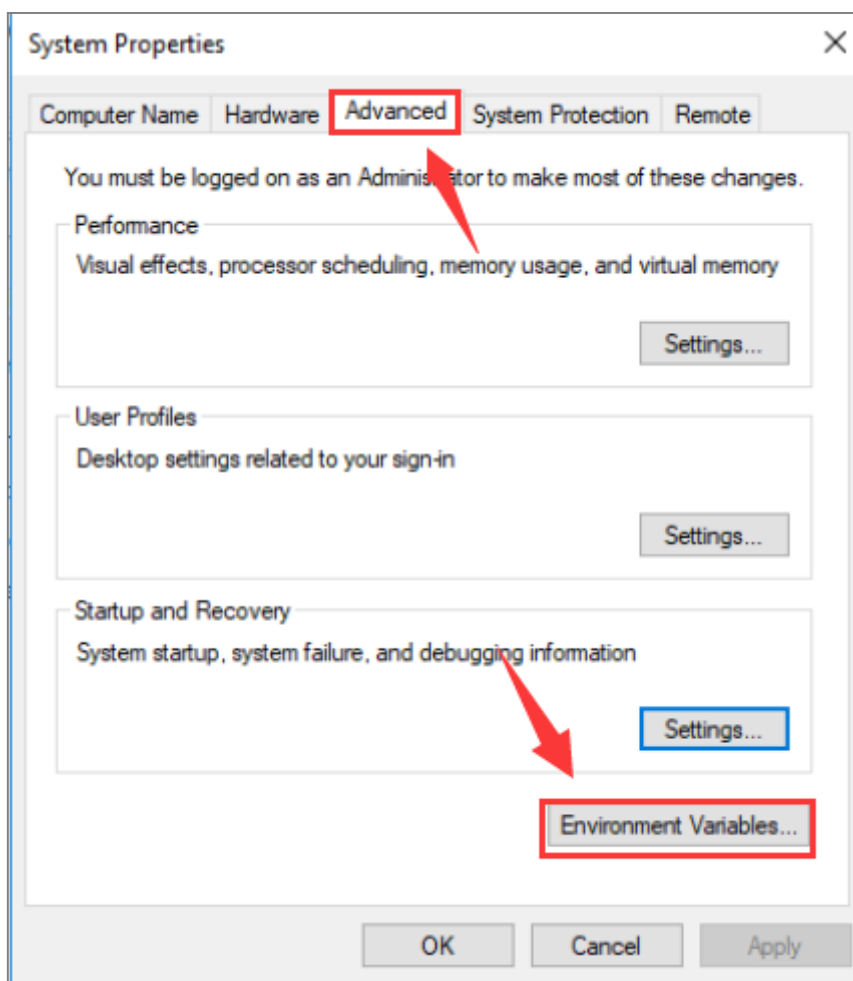 System Properties
Computer Name Hardware Advanced System Protection Remote
You must be logged on as an Administrator to make most of these changes.
Performance
Visual effects, processor scheduling, memory usage, and virtual memory
Settings...
User Profiles
Desktop settings related to your sign-in
Settings...
Startup and Recovery
System startup, system failure, and debugging information
Settings...
Environment Variables...
OK Cancel Apply